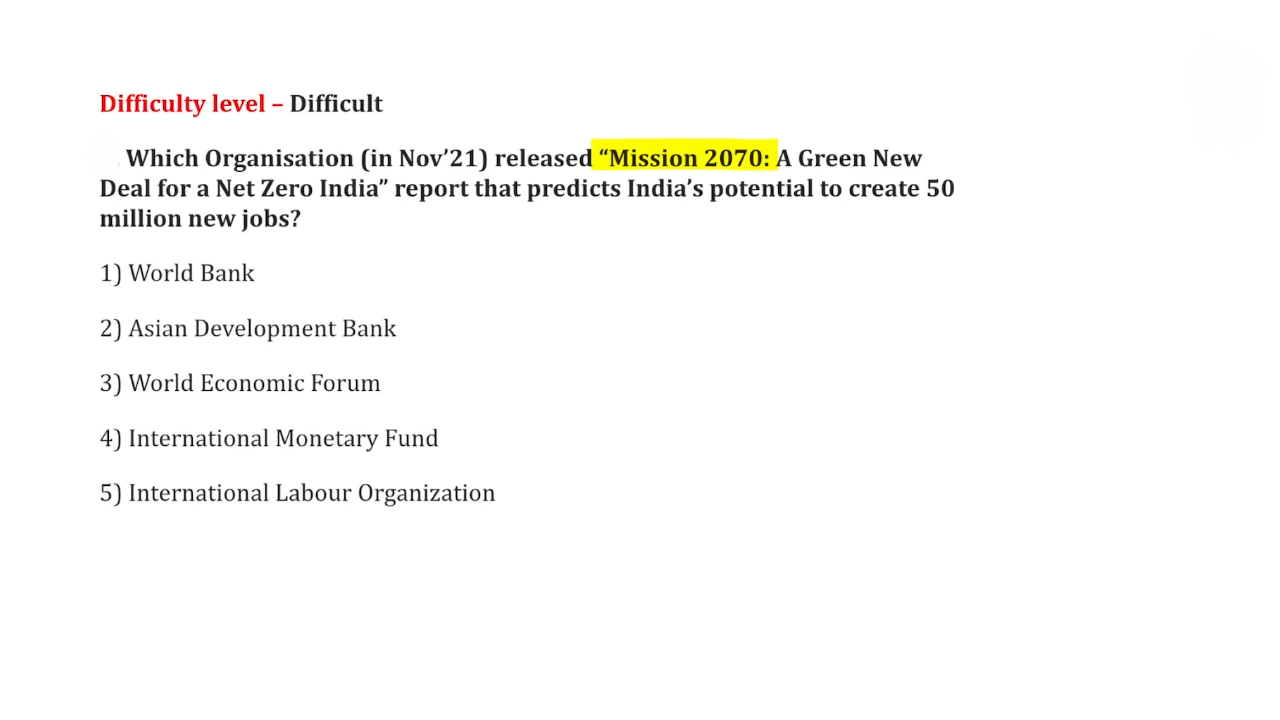 Difficulty level – Difficult
Which Organisation (in Nov’21) released “Mission 2070: A Green New
Deal for a Net Zero India” report that predicts India’s potential to create 50
million new jobs?
1) World Bank
2) Asian Development Bank
3) World Economic Forum
4) International Monetary Fund
5) International Labour Organization